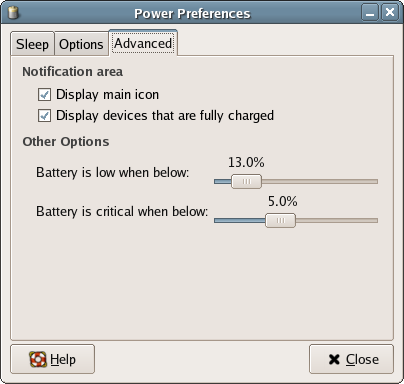 Power Preferences
Sleep Options Advanced
Notification area
Display main icon
Display devices that are fully charged
Other Options
13.0%
Battery is low when below:
5.0%
Battery is critical when below:
Help Close